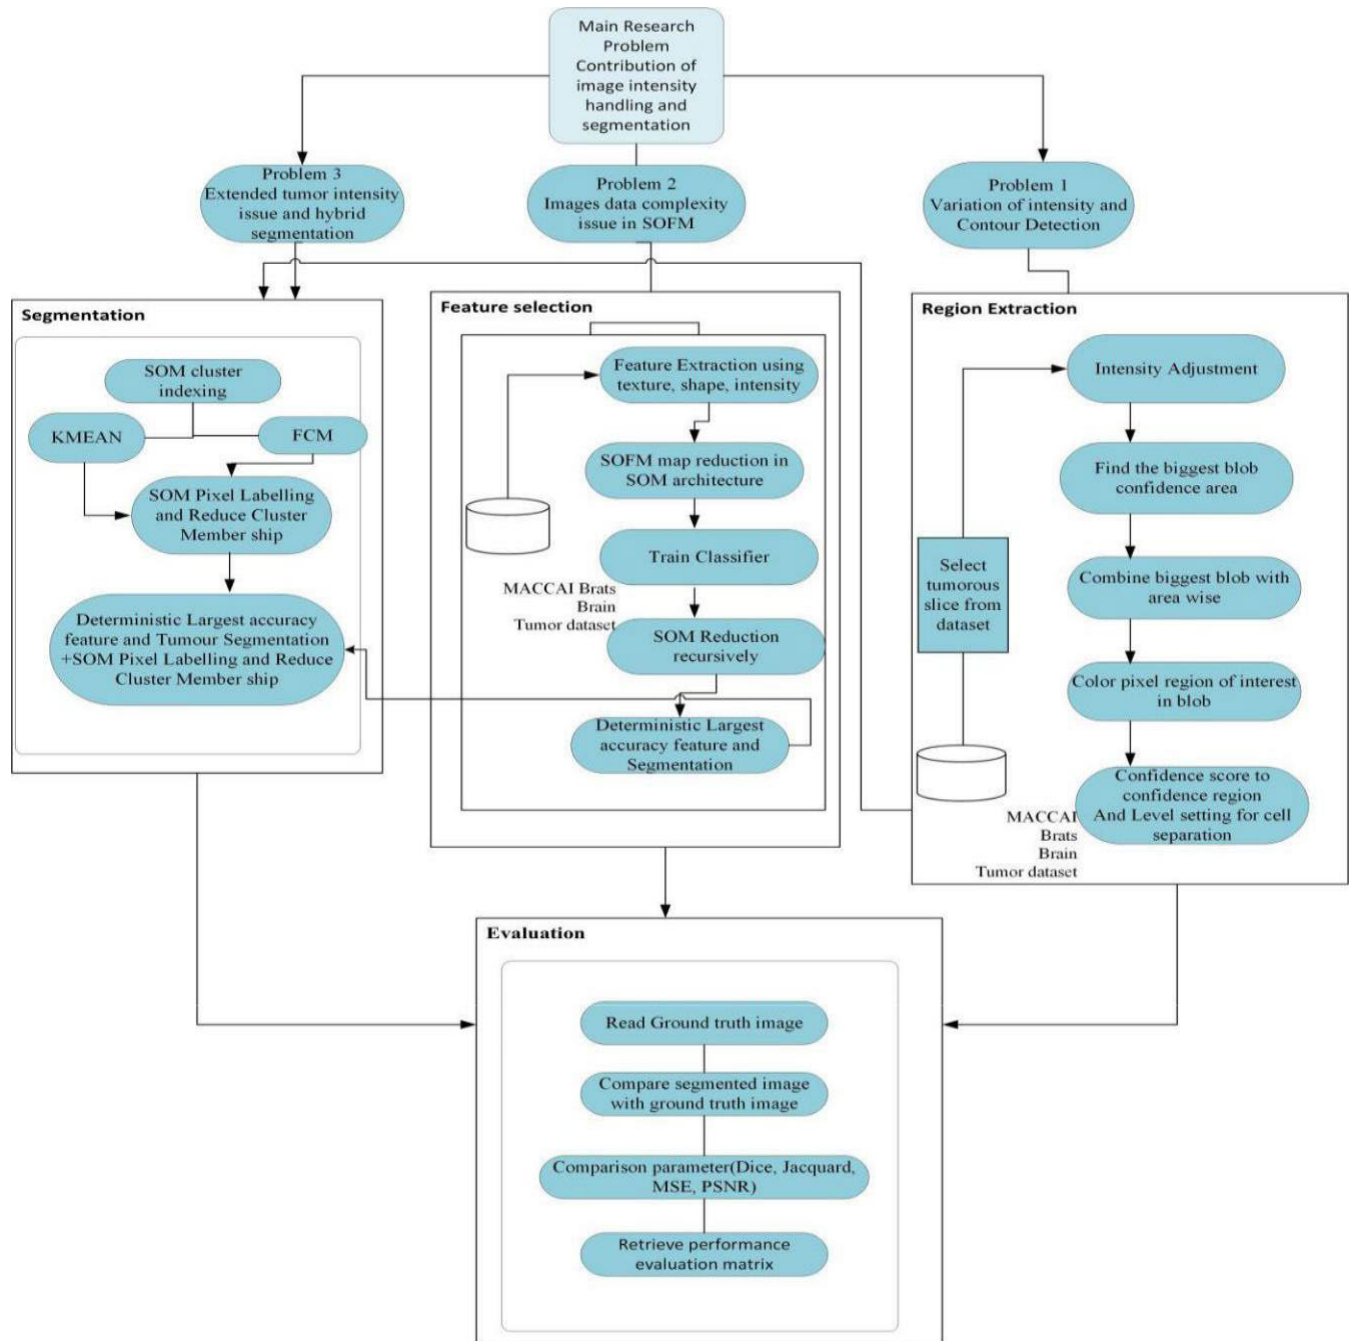 Main Research
Problem
Contribution of
image intensity
handling and
segmentation
Problem 3
Extended tumor intensity
issue and hybrid
segmentation
Problem 2
Images data complexity
issue in SOFM
Problem 1
Variation of intensity and
Contour Detection
Segmentation
SOM cluster
indexing
KMEAN
FCM
SOM Pixel Labelling
and Reduce Cluster
Member ship
Deterministic Largest accuracy
feature and Tumour Segmentation
+SOM Pixel Labelling and Reduce
Cluster Member ship
Feature selection
Feature Extraction using
texture, shape, intensity
SOFM map reduction in
SOM architecture
Train Classifier
MACCAI Brats
Brain
Tumor dataset
SOM Reduction
recursively
Deterministic Largest
accuracy feature and
Segmentation
Region Extraction
Intensity Adjustment
Find the biggest blob
confidence area
Select
tumorous
slice from
dataset
Combine biggest blob with
area wise
Color pixel region of interest
in blob
Confidence score to
confidence region
And Level setting for cell
separation
MACCAI
Brats
Brain
Tumor dataset
Evaluation
Read Ground truth image
Compare segmented image
with ground truth image
Comparison parameter(Dice, Jacquard,
MSE, PSNR)
Retrieve performance
evaluation matrix